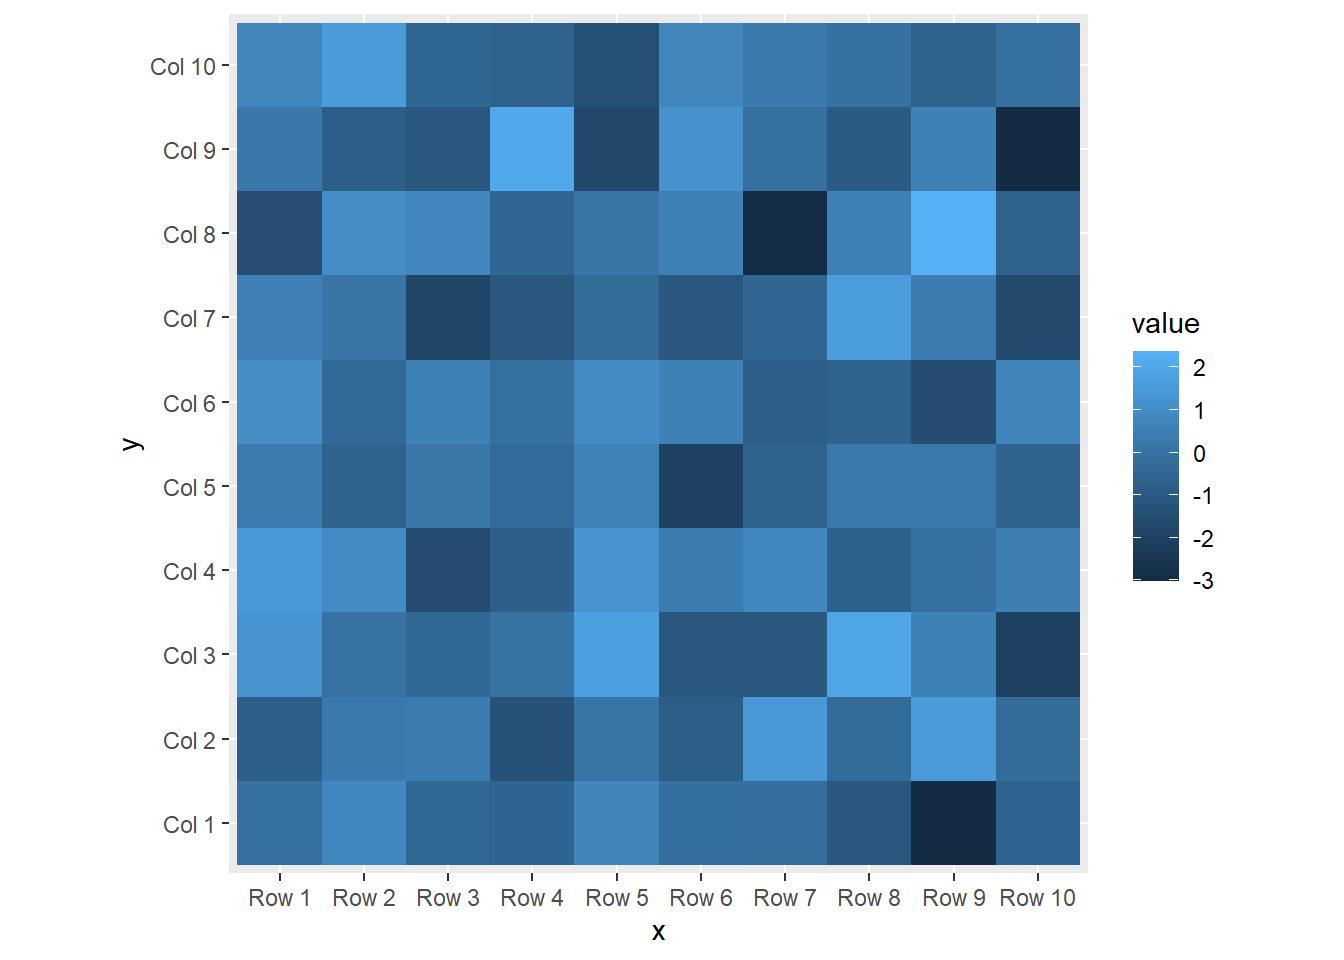 Col 10
Col 9
Col 8
Col 7
Col 6
Col 5
Col 4
Col 3
Col 2
Col 1
y
Row 1 Row 2 Row 3 Row 4 Row 5 Row 6 Row 7 Row 8 Row 9 Row 10
x
value
2
1
0
-1
-2
-3